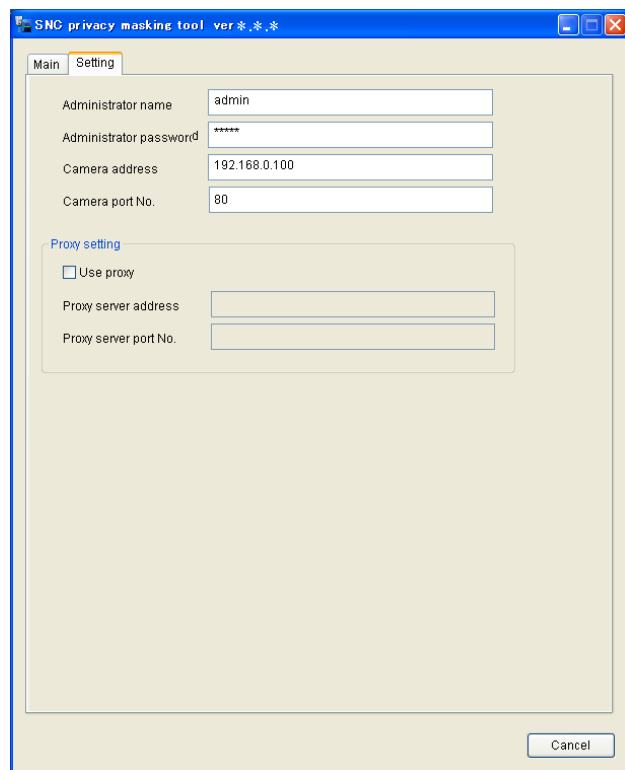 SNC privacy masking tool ver*.*.*
Main Setting
Administrator name admin
Administrator password *****
Camera address 192.168.0.100
Camera port No. 80
Proxy setting
Use proxy
Proxy server address
Proxy server port No.
Cancel